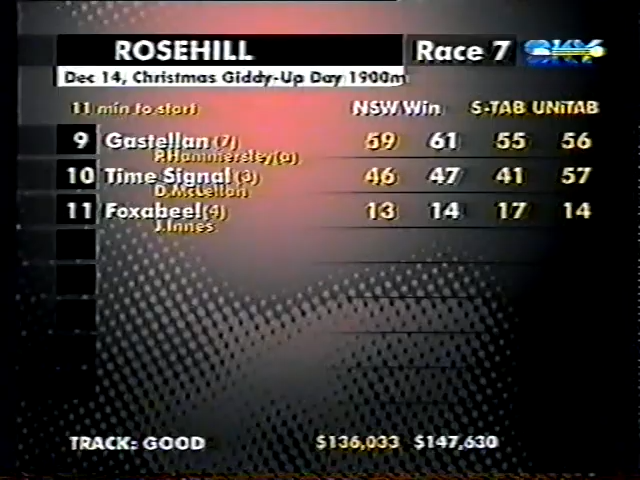 ROSEHILL Race 7 SKY
Dec 14, Christmas Giddy-Up Day 1900m
11 min to start NSW Win S-TAB UNiTAB
9 Gastellan (7) 59 61 55 56
P.Hammersley(a)
10 Time Signal (3) 46 47 41 57
D.McLellan
11 Foxabeel(4) 13 14 17 14
J.Innes
TRACK: GOOD $136,033 $147,630